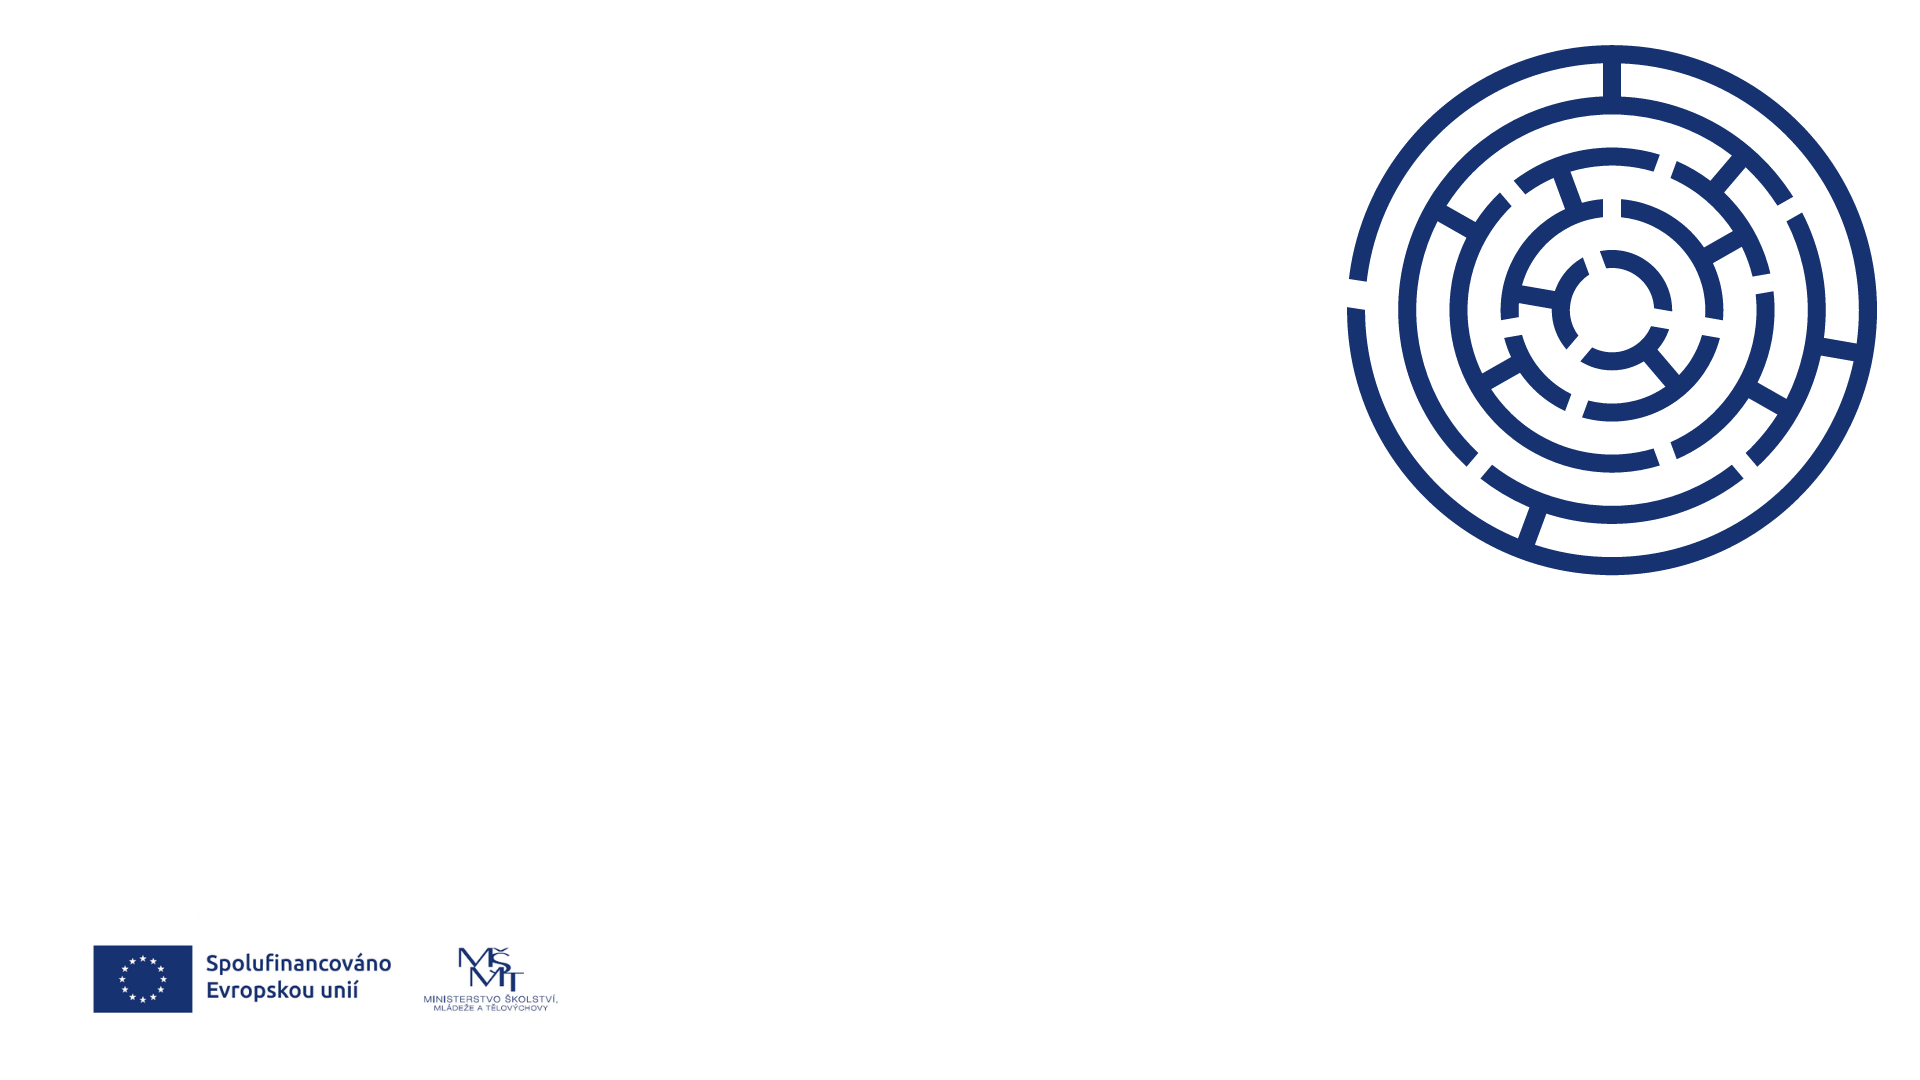 Spolufinancováno
Evropskou unií
MŠMT
MINISTERSTVO ŠKOLSTVÍ,
MLÁDEŽE A TĚLOVÝCHOVY